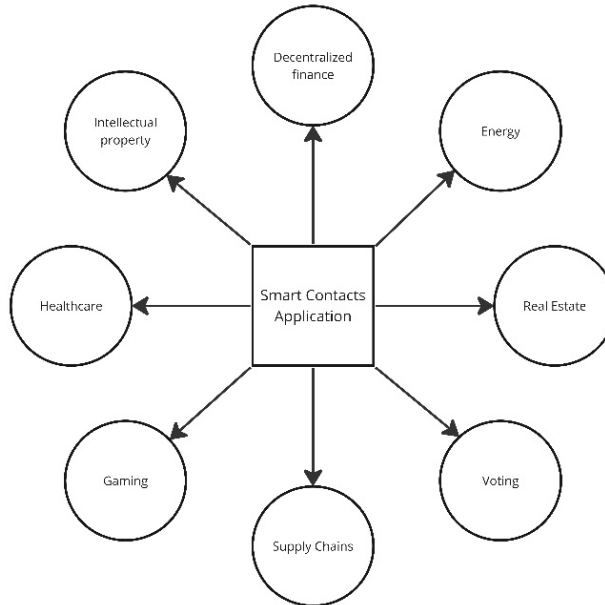 Decentralized
finance
Intellectual
property
Energy
Smart Contacts
Application
Healthcare
Real Estate
Gaming
Voting
Supply Chains